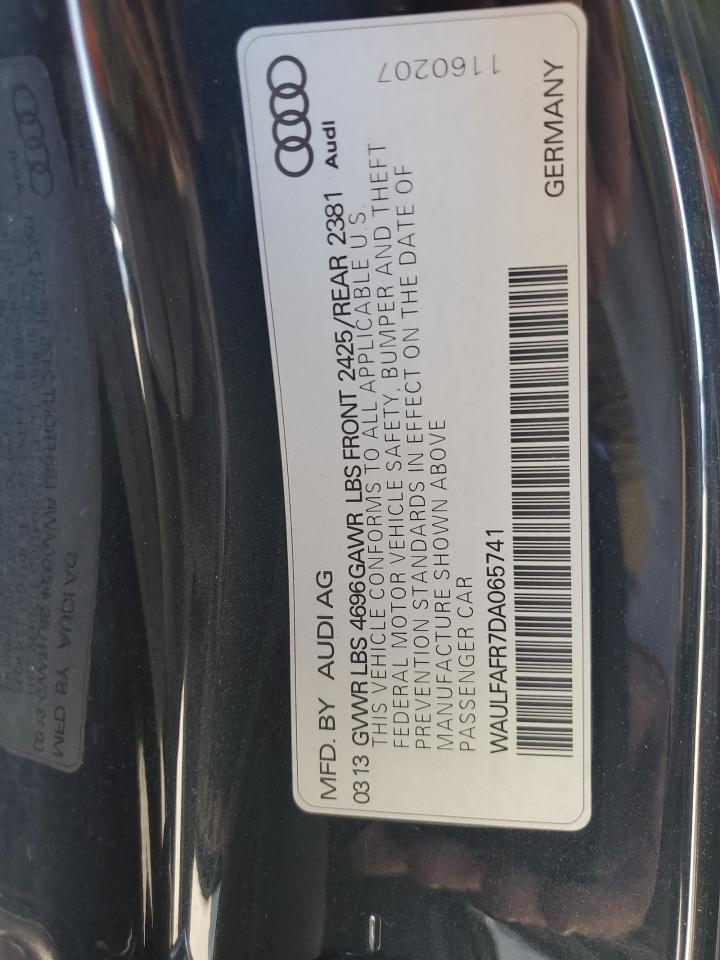 MFD. BY AUDI AG
Audi
0313 GVWR LBS 4696 GAWR LBS FRONT 2425/REAR 2381
THIS VEHICLE CONFORMS TO ALL APPLICABLE U.S.
FEDERAL MOTOR VEHICLE SAFETY, BUMPER AND THEFT
PREVENTION STANDARDS IN EFFECT ON THE DATE OF
MANUFACTURE SHOWN ABOVE
PASSENGER CAR
1160207
WAULFAFR7DA065741
GERMANY